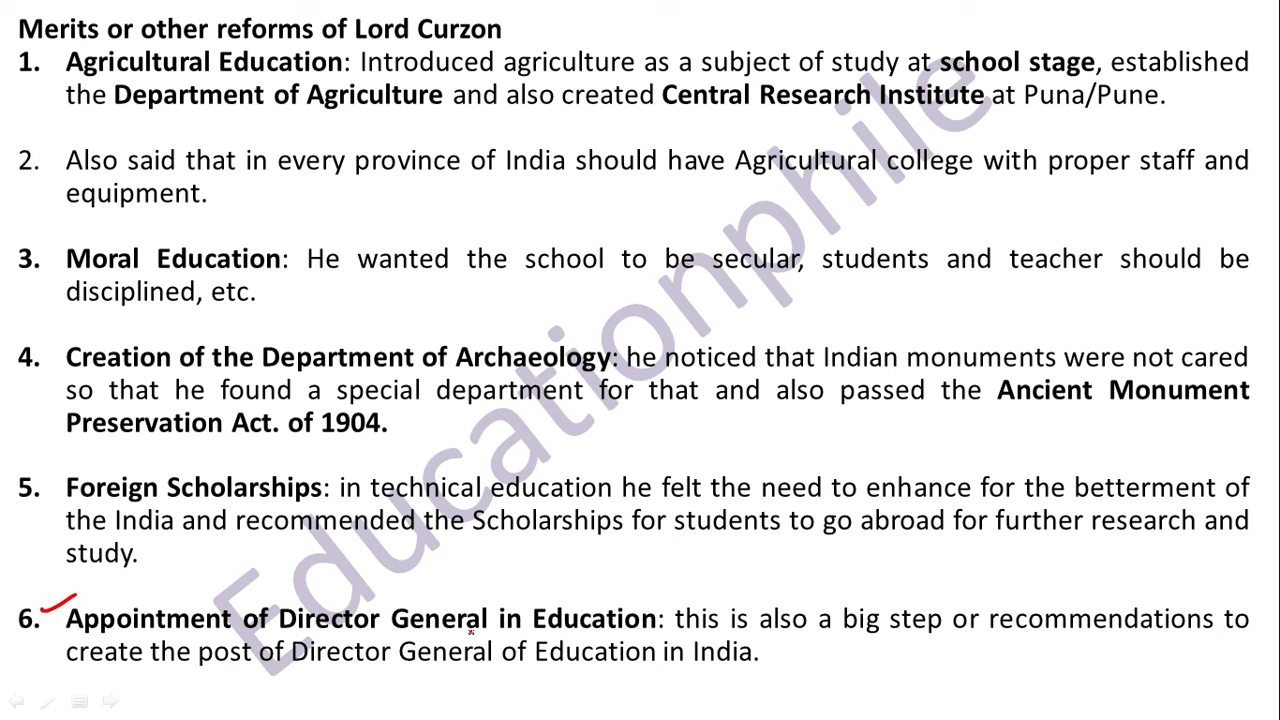 Merits or other reforms of Lord Curzon
1. Agricultural Education: Introduced agriculture as a subject of study at school stage, established
the Department of Agriculture and also created Central Research Institute at Puna/Pune.
2. Also said that in every province of India should have Agricultural college with proper staff and
equipment.
3. Moral Education: He wanted the school to be secular, students and teacher should be
disciplined, etc.
4. Creation of the Department of Archaeology: he noticed that Indian monuments were not cared
so that he found a special department for that and also passed the Ancient Monument
Preservation Act. of 1904.
5. Foreign Scholarships: in technical education he felt the need to enhance for the betterment of
the India and recommended the Scholarships for students to go abroad for further research and
study.
6. Appointment of Director General in Education: this is also a big step or recommendations to
create the post of Director General of Education in India.
Educationphile